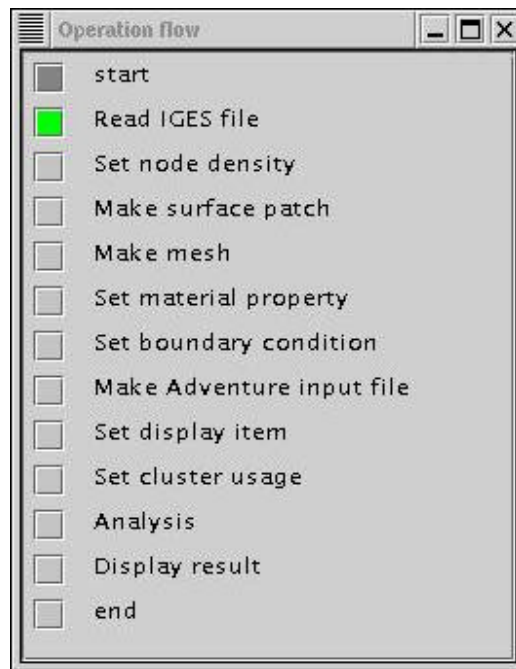 Operation flow
start
Read IGES file
Set node density
Make surface patch
Make mesh
Set material property
Set boundary condition
Make Adventure input file
Set display item
Set cluster usage
Analysis
Display result
end